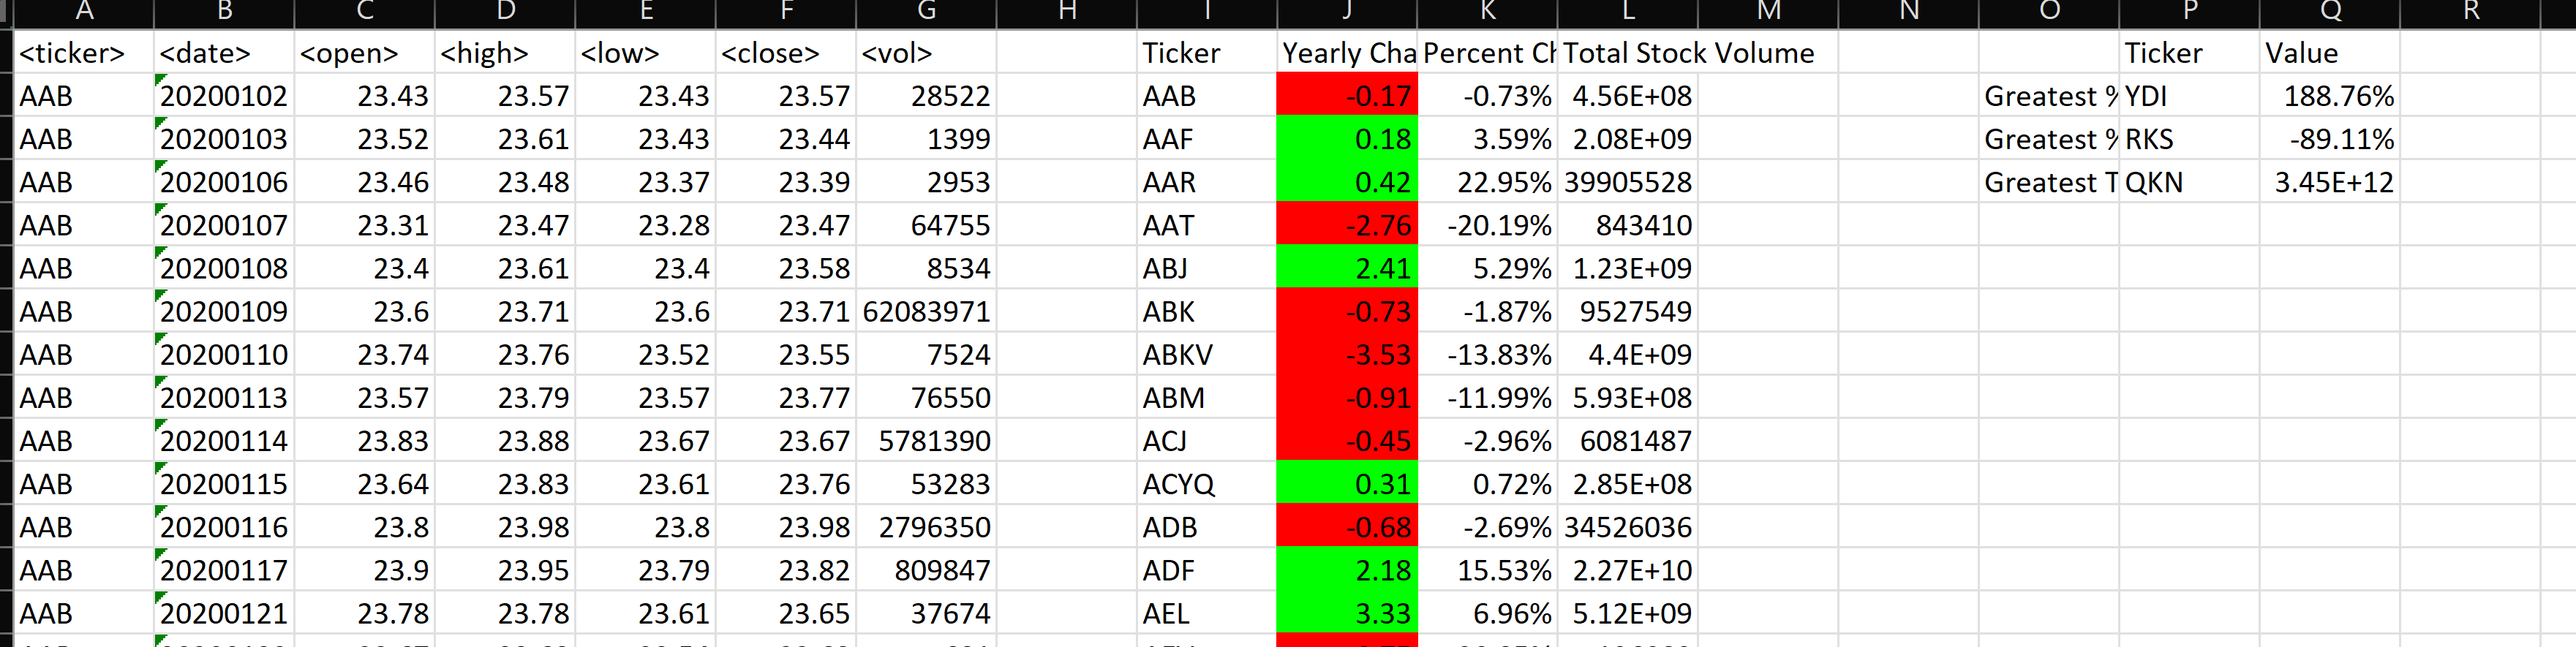 A B C D E F G H I J K L M N O P Q R
<ticker> <date> <open> <high> <low> <close> <vol> Ticker Yearly Cha Percent Ch Total Stock Volume Ticker Value
AAB 20200102 23.43 23.57 23.43 23.57 28522 AAB -0.17 -0.73% 4.56E+08 Greatest % YDI 188.76%
AAB 20200103 23.52 23.61 23.43 23.44 1399 AAF 0.18 3.59% 2.08E+09 Greatest % RKS -89.11%
AAB 20200106 23.46 23.48 23.37 23.39 2953 AAR 0.42 22.95% 39905528 Greatest T QKN 3.45E+12
AAB 20200107 23.31 23.47 23.28 23.47 64755 AAT -2.76 -20.19% 843410
AAB 20200108 23.4 23.61 23.4 23.58 8534 ABJ 2.41 5.29% 1.23E+09
AAB 20200109 23.6 23.71 23.6 23.71 62083971 ABK -0.73 -1.87% 9527549
AAB 20200110 23.74 23.76 23.52 23.55 7524 ABKV -3.53 -13.83% 4.4E+09
AAB 20200113 23.57 23.79 23.57 23.77 76550 ABM -0.91 -11.99% 5.93E+08
AAB 20200114 23.83 23.88 23.67 23.67 5781390 ACJ -0.45 -2.96% 6081487
AAB 20200115 23.64 23.83 23.61 23.76 53283 ACYQ 0.31 0.72% 2.85E+08
AAB 20200116 23.8 23.98 23.8 23.98 2796350 ADB -0.68 -2.69% 34526036
AAB 20200117 23.9 23.95 23.79 23.82 809847 ADF 2.18 15.53% 2.27E+10
AAB 20200121 23.78 23.78 23.61 23.65 37674 AEL 3.33 6.96% 5.12E+09